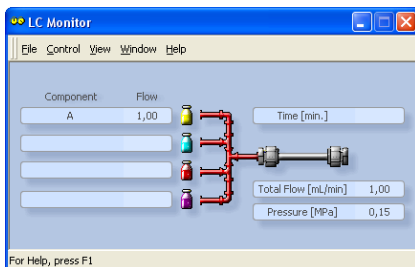 LC Monitor
File Control View Window Help
Component Flow
A 1,00 Time [min.]
Total Flow [mL/min] 1,00
Pressure [MPa] 0,15
For Help, press F1